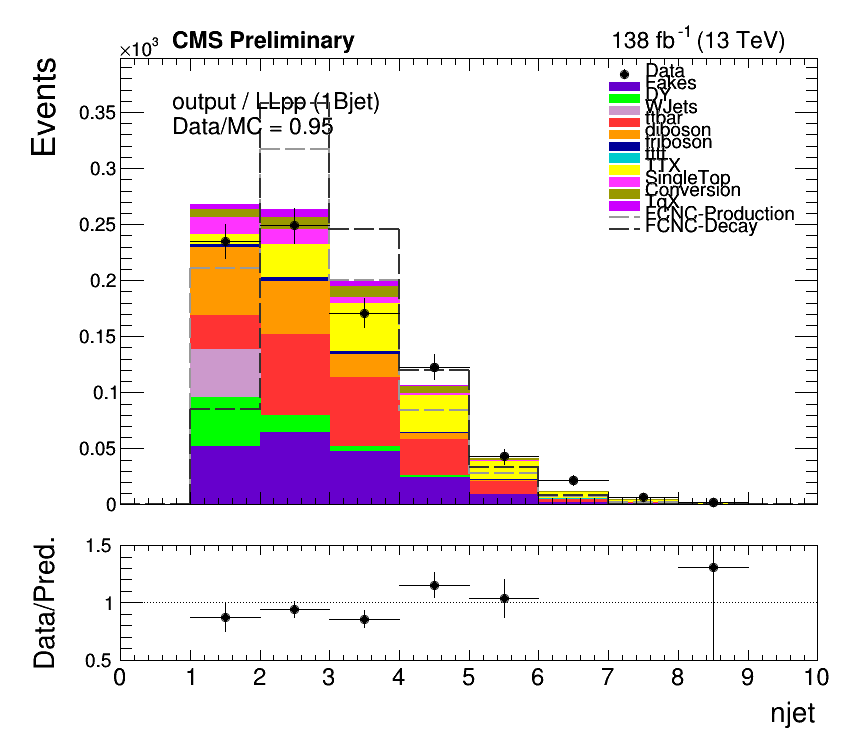 ×10³ CMS Preliminary 138 fb⁻¹ (13 TeV)
Events
output / LLpp (1Bjet)
Data/MC = 0.95
Data
Fakes
DY
WJets
ttbar
diboson
triboson
tttt
TTX
SingleTop
Conversion
TqX
FCNC-Production
FCNC-Decay
0.35
0.3
0.25
0.2
0.15
0.1
0.05
0
Data/Pred.
1.5
1
0.5
0 1 2 3 4 5 6 7 8 9 10
njet